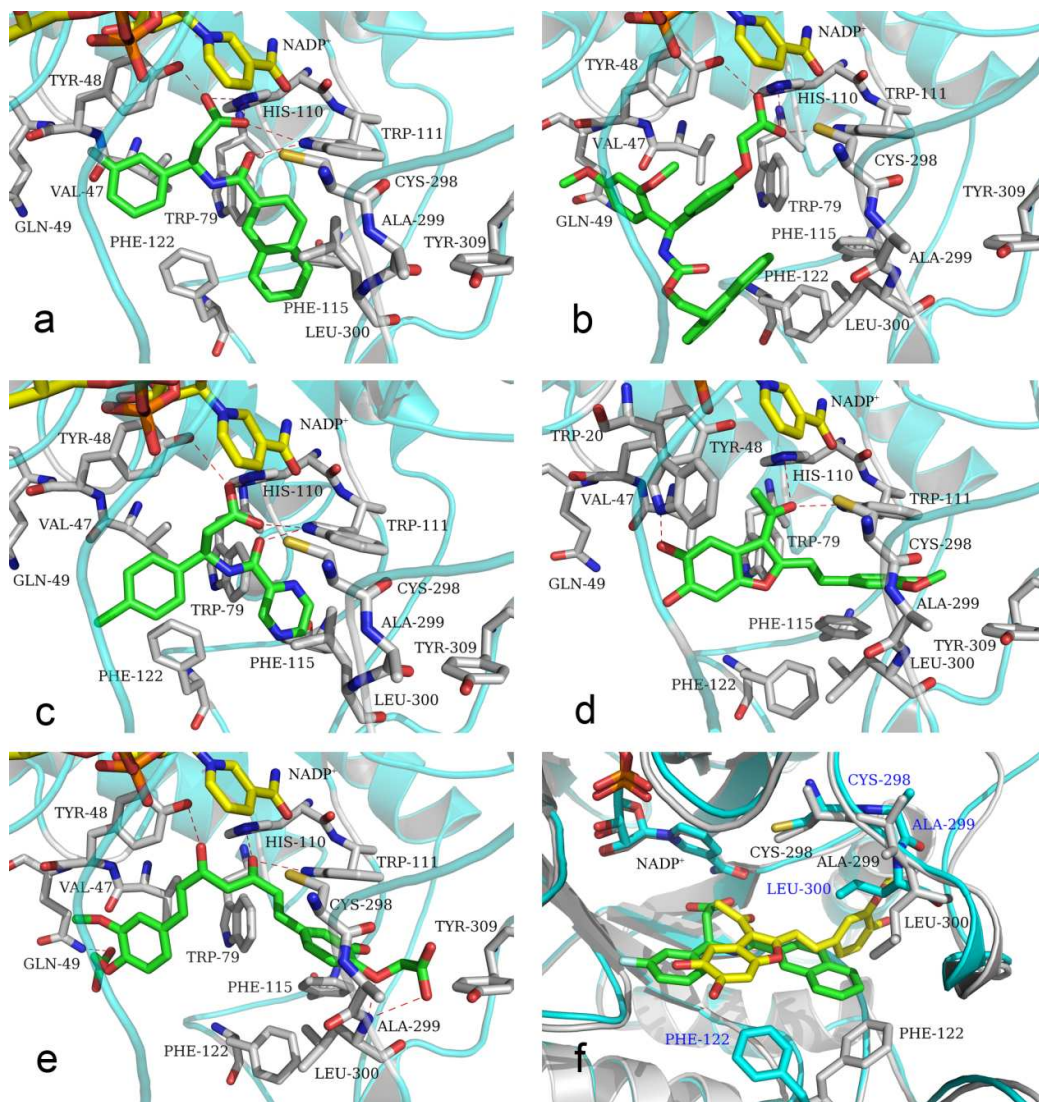 NADP⁺
TYR-48
HIS-110
TRP-111
VAL-47
CYS-298
GLN-49
TRP-79
ALA-299
TYR-309
PHE-122
PHE-115
LEU-300
a
NADP⁺
TYR-48
HIS-110
TRP-111
VAL-47
CYS-298
TYR-309
GLN-49
TRP-79
PHE-115
ALA-299
PHE-122
LEU-300
b
NADP⁺
TYR-48
HIS-110
VAL-47
TRP-111
GLN-49
CYS-298
TRP-79
ALA-299
PHE-115
TYR-309
PHE-122
LEU-300
c
NADP⁺
TRP-20
TYR-48
HIS-110
VAL-47
TRP-111
TRP-79
CYS-298
GLN-49
ALA-299
PHE-115
TYR-309
LEU-300
PHE-122
d
NADP⁺
TYR-48
HIS-110
VAL-47
TRP-111
CYS-298
TYR-309
GLN-49
TRP-79
PHE-115
ALA-299
PHE-122
LEU-300
e
CYS-298
ALA-299
NADP⁺
CYS-298
ALA-299
LEU-300
LEU-300
PHE-122
PHE-122
f